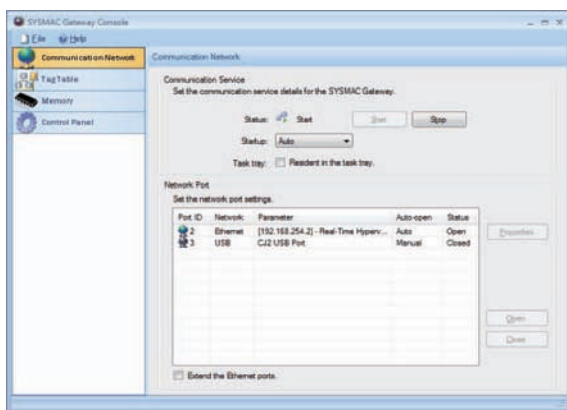 SYSMAC Gateway Console
File Help
Communication Network
Tag Table
Memory
Control Panel
Communication Network
Communication Service
Set the communication service details for the SYSMAC Gateway.
Status: Start
Start
Stop
Startup: Auto
Task tray: Resident in the task tray.
Network Port
Set the network port settings.
Port ID Network Parameter Auto-open Status
2 Ethernet [192.168.254.2] - Real-Time Hyperv... Auto Open
3 USB CJ2 USB Port Manual Closed
Properties
Open
Close
Extend the Ethernet ports.